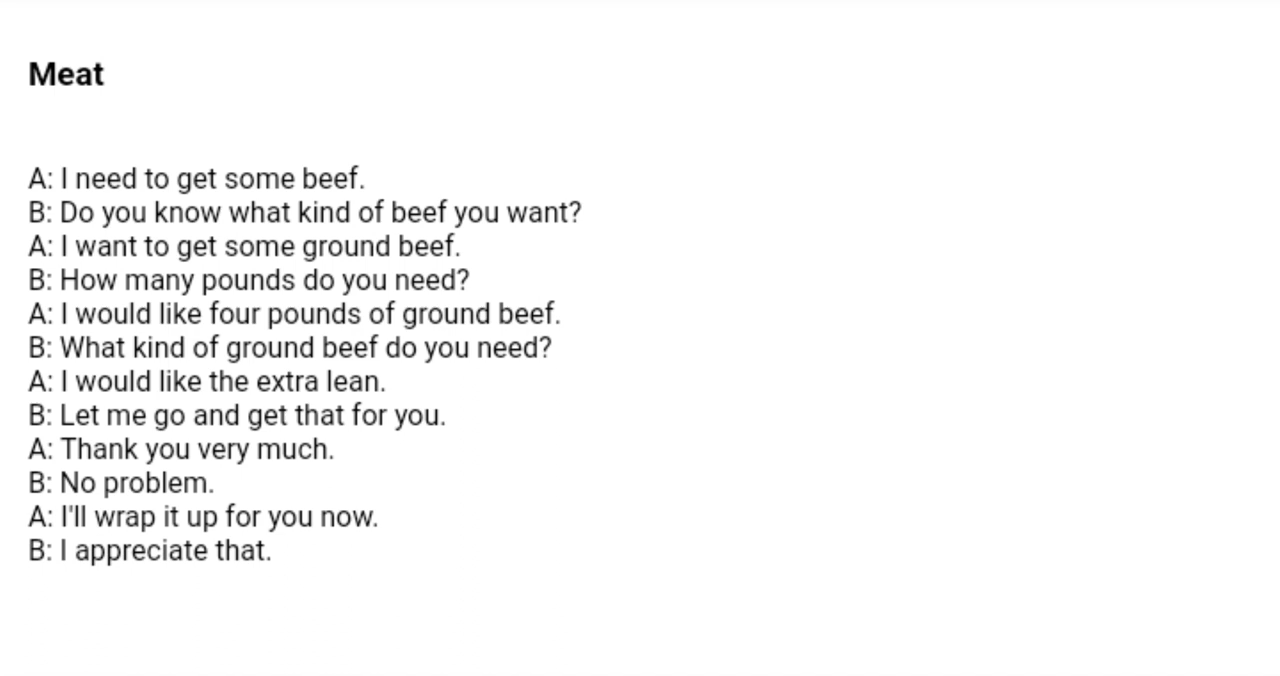 Meat
A: I need to get some beef.
B: Do you know what kind of beef you want?
A: I want to get some ground beef.
B: How many pounds do you need?
A: I would like four pounds of ground beef.
B: What kind of ground beef do you need?
A: I would like the extra lean.
B: Let me go and get that for you.
A: Thank you very much.
B: No problem.
A: I'll wrap it up for you now.
B: I appreciate that.